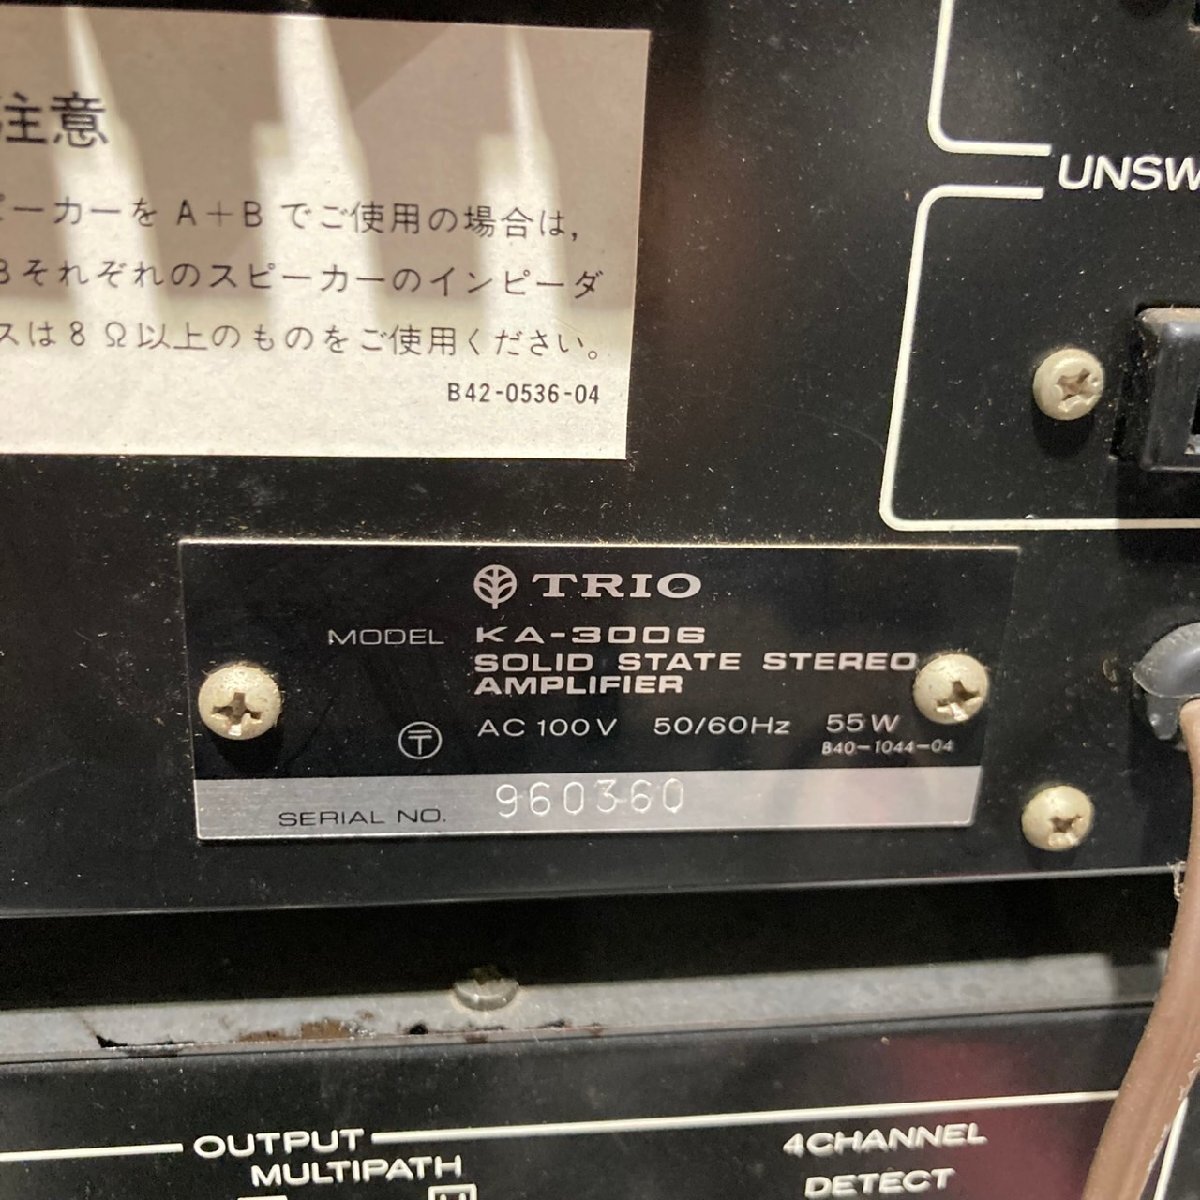 注意
ピーカーを A+B でご使用の場合は,
Bそれぞれのスピーカーのインピーダ
スは 8 Ω以上のものをご使用ください。
B42-0536-04
UNSW
TRIO
MODEL KA-3006
SOLID STATE STEREO
AMPLIFIER
〒 AC 100V 50/60Hz 55W
B40-1044-04
SERIAL NO. 960360
OUTPUT
MULTIPATH
4CHANNEL
DETECT